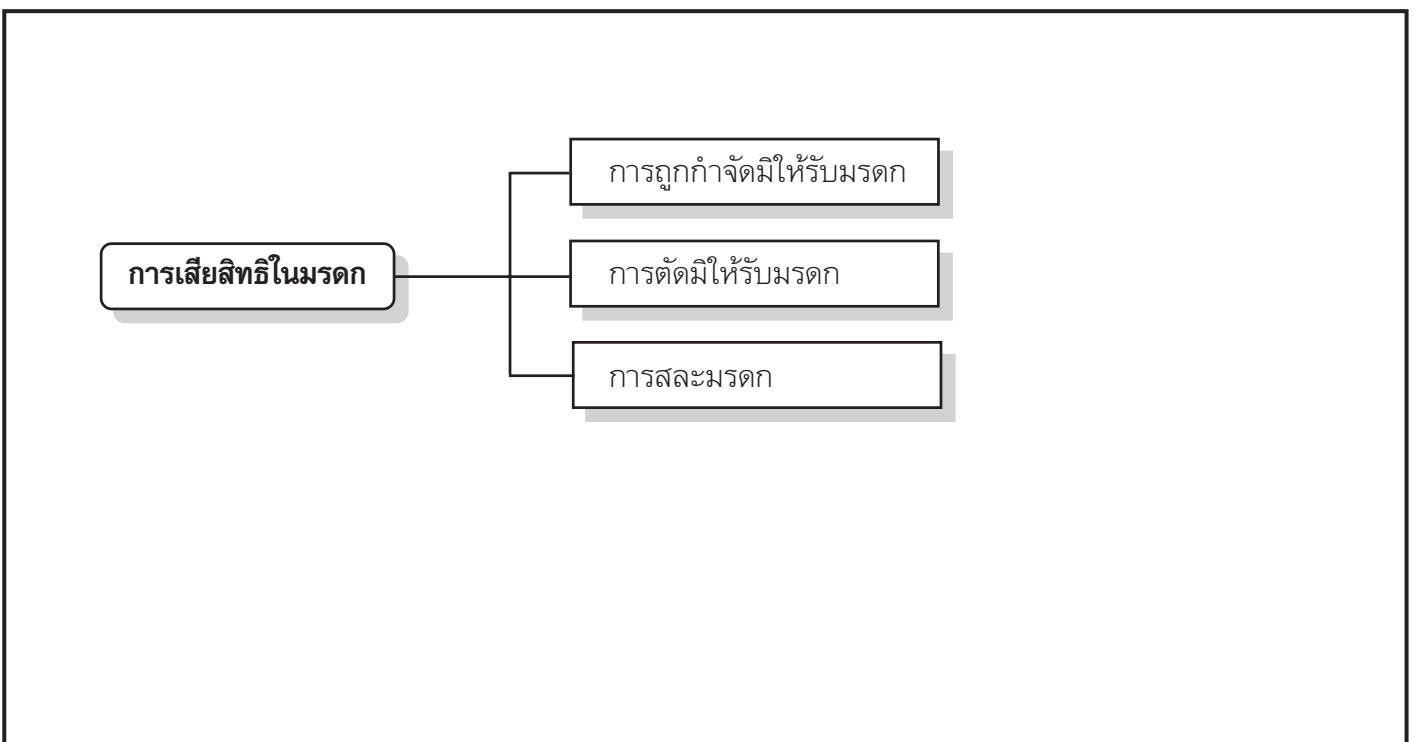 การถูกกำจัดมิให้รับมรดก
การเสียสิทธิในมรดก
การตัดมิให้รับมรดก
การสละมรดก